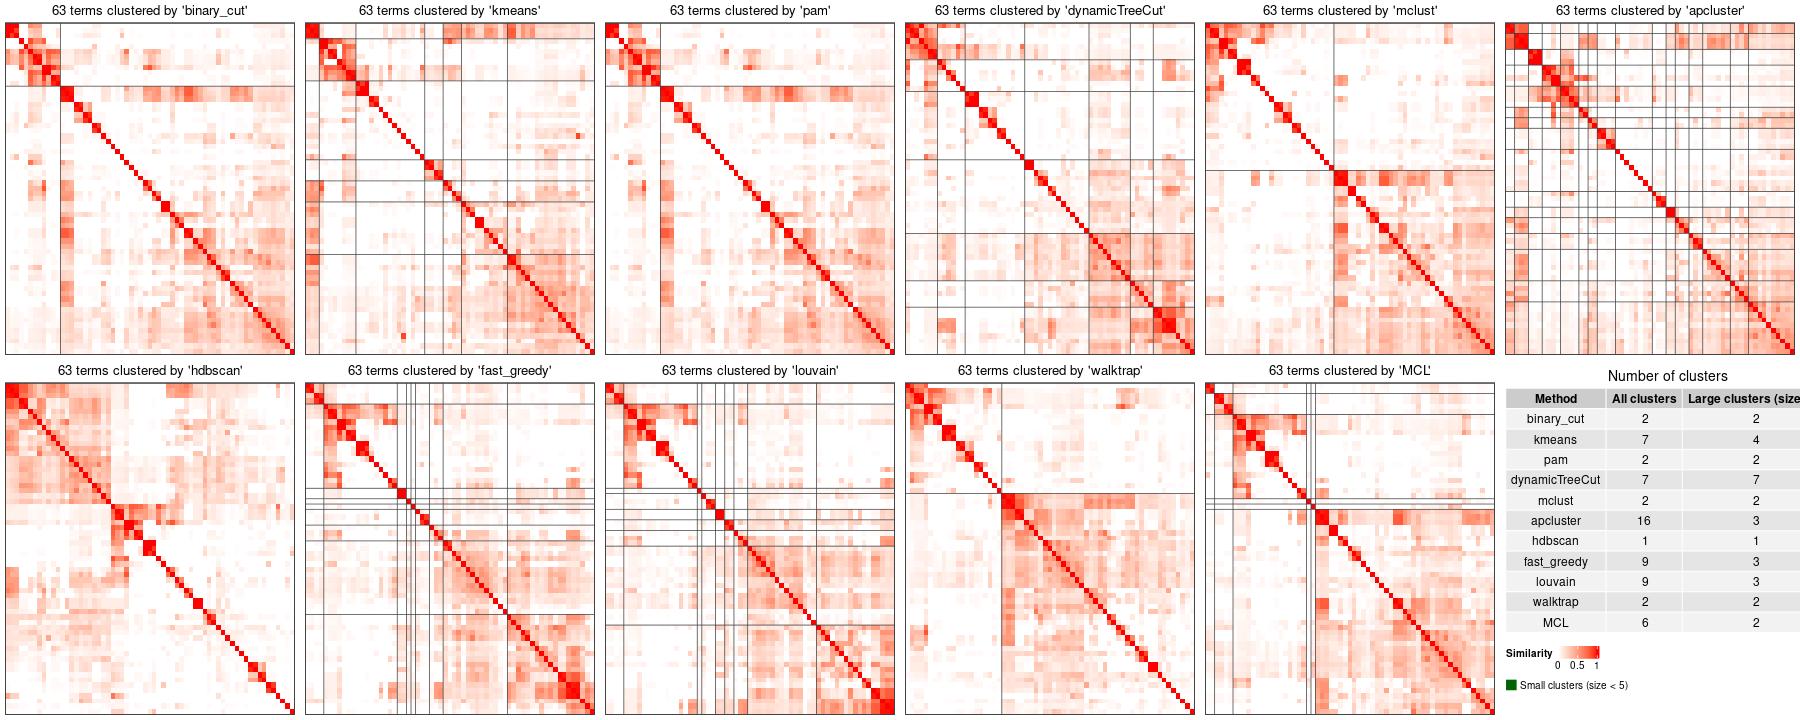 63 terms clustered by 'binary_cut'
63 terms clustered by 'kmeans'
63 terms clustered by 'pam'
63 terms clustered by 'dynamicTreeCut'
63 terms clustered by 'mclust'
63 terms clustered by 'apcluster'
63 terms clustered by 'hdbscan'
63 terms clustered by 'fast_greedy'
63 terms clustered by 'louvain'
63 terms clustered by 'walktrap'
63 terms clustered by 'MCL'
Number of clusters
Method All clusters Large clusters (size
binary_cut 2 2
kmeans 7 4
pam 2 2
dynamicTreeCut 7 7
mclust 2 2
apcluster 16 3
hdbscan 1 1
fast_greedy 9 3
louvain 9 3
walktrap 2 2
MCL 6 2
Similarity
0 0.5 1
Small clusters (size < 5)